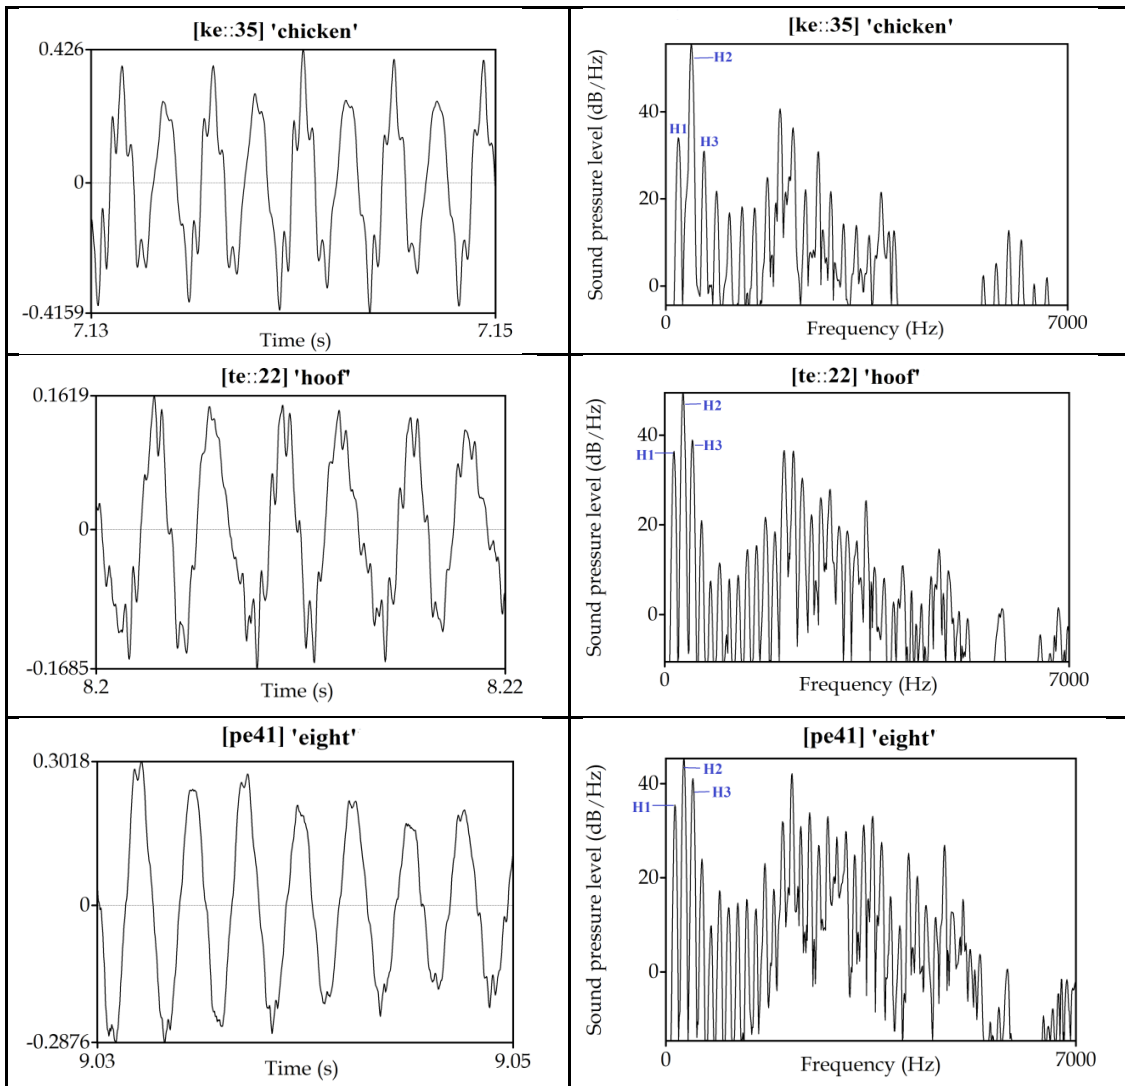 [ke::35] 'chicken'
0.426
0
-0.4159
7.13
7.15
Time (s)
[ke::35] 'chicken'
Sound pressure level (dB/Hz)
40
20
0
H1
H2
H3
0
7000
Frequency (Hz)
[te::22] 'hoof'
0.1619
0
-0.1685
8.2
8.22
Time (s)
[te::22] 'hoof'
Sound pressure level (dB/Hz)
40
20
0
H1
H2
H3
0
7000
Frequency (Hz)
[pe41] 'eight'
0.3018
0
-0.2876
9.03
9.05
Time (s)
[pe41] 'eight'
Sound pressure level (dB/Hz)
40
20
0
H1
H2
H3
0
7000
Frequency (Hz)